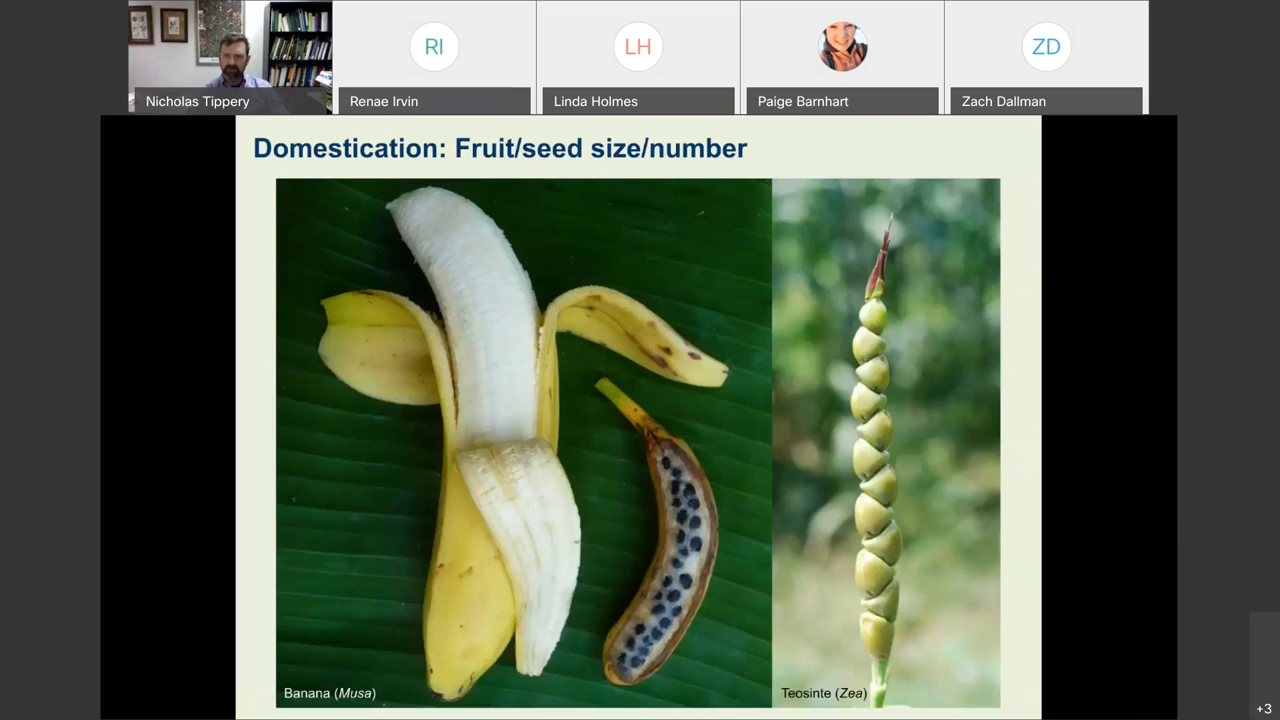 RI
LH
ZD
Nicholas Tippery
Renae Irvin
Linda Holmes
Paige Barnhart
Zach Dallman
Domestication: Fruit/seed size/number
Banana (Musa)
Teosinte (Zea)
+3